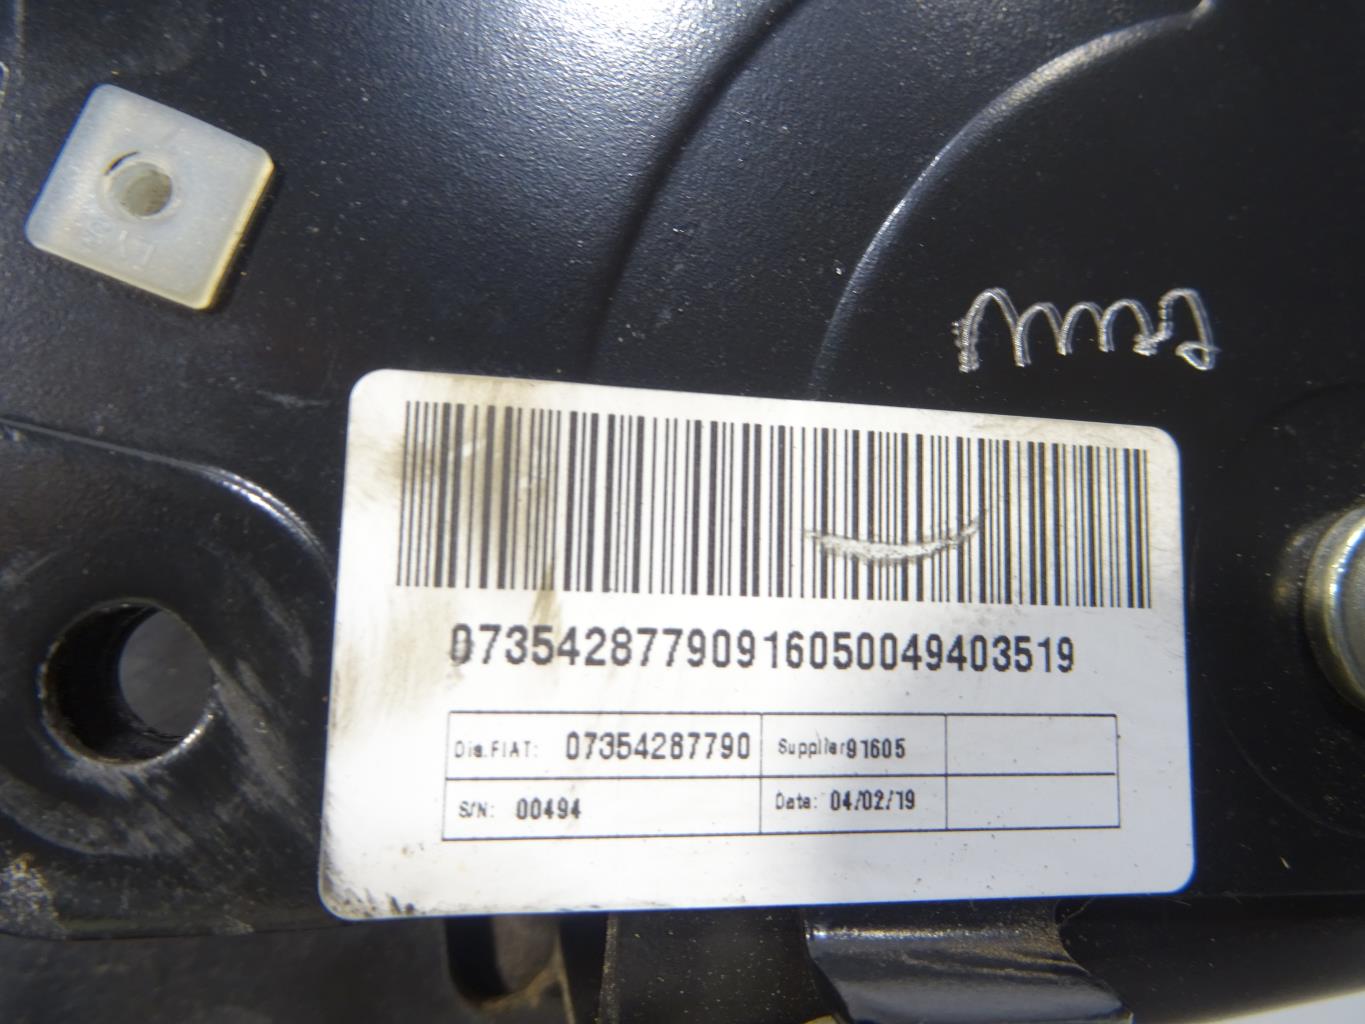 07354287790916050049403519
Dis.FIAT: 07354287790
Supplier 91605
S/N: 00494
Data: 04/02/19